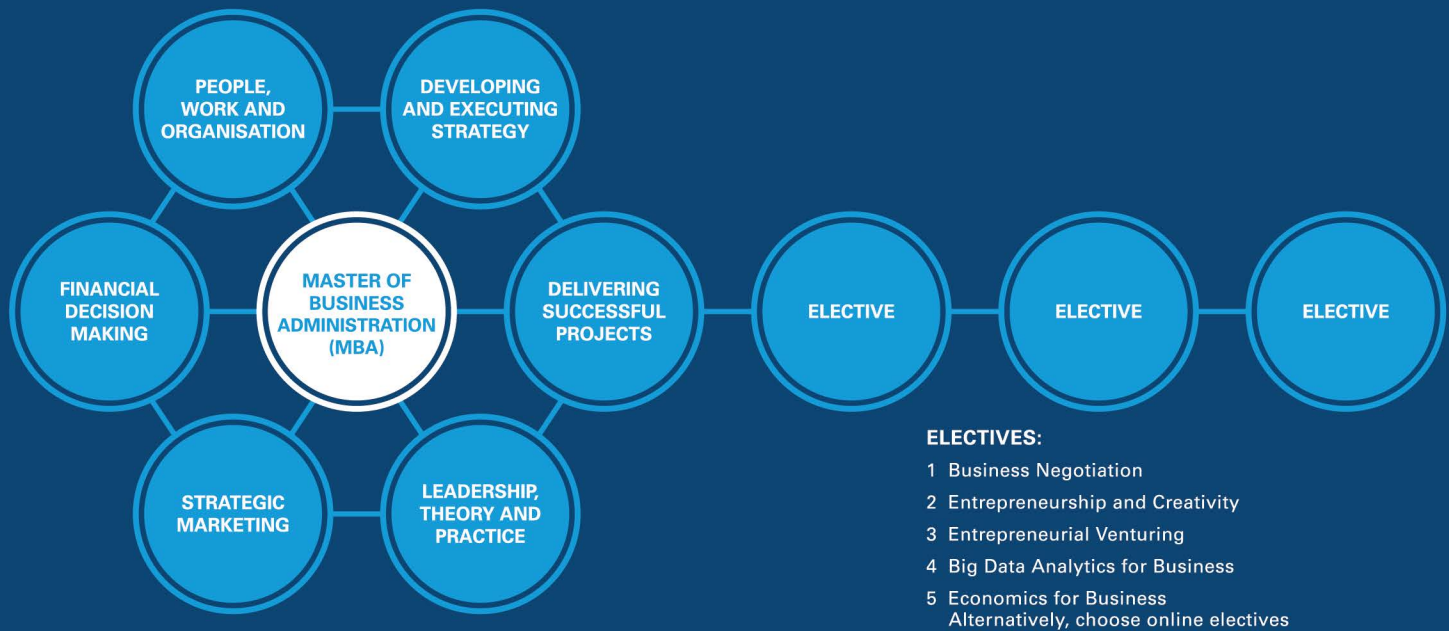 PEOPLE,
WORK AND
ORGANISATION
DEVELOPING
AND EXECUTING
STRATEGY
FINANCIAL
DECISION
MAKING
MASTER OF
BUSINESS
ADMINISTRATION
(MBA)
DELIVERING
SUCCESSFUL
PROJECTS
ELECTIVE
ELECTIVE
ELECTIVE
STRATEGIC
MARKETING
LEADERSHIP,
THEORY AND
PRACTICE
ELECTIVES:
1 Business Negotiation
2 Entrepreneurship and Creativity
3 Entrepreneurial Venturing
4 Big Data Analytics for Business
5 Economics for Business
Alternatively, choose online electives